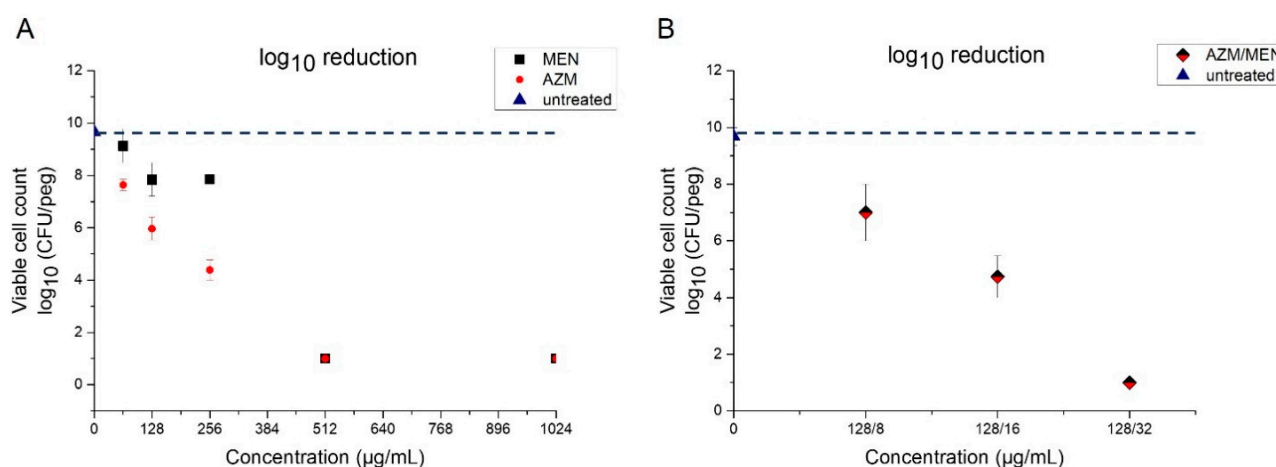 A
log10 reduction
MEN
AZM
untreated
12
10
8
6
4
2
0
Viable cell count
log10 (CFU/peg)
0 128 256 384 512 640 768 896 1024
Concentration (µg/mL)
B
log10 reduction
AZM/MEN
untreated
12
10
8
6
4
2
0
Viable cell count
log10 (CFU/peg)
0 128/8 128/16 128/32
Concentration (µg/mL)